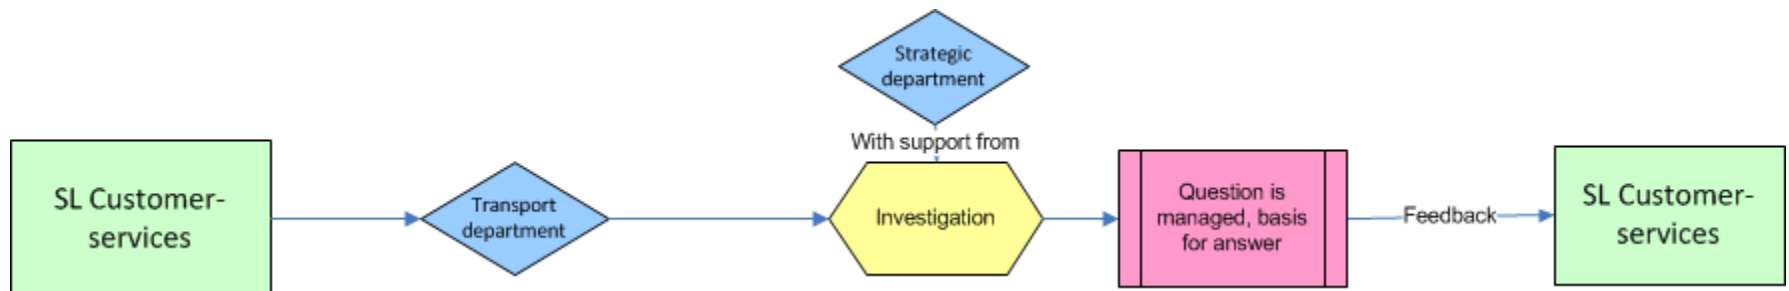 Strategic
department
With support from
SL Customer-
services
Transport
department
Investigation
Question is
managed, basis
for answer
Feedback
SL Customer-
services